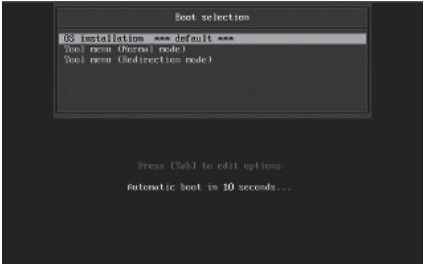 Boot selection
OS installation *** default ***
Tool menu (Normal mode)
Tool menu (Redirection mode)
Press [Tab] to edit options
Automatic boot in 10 seconds...